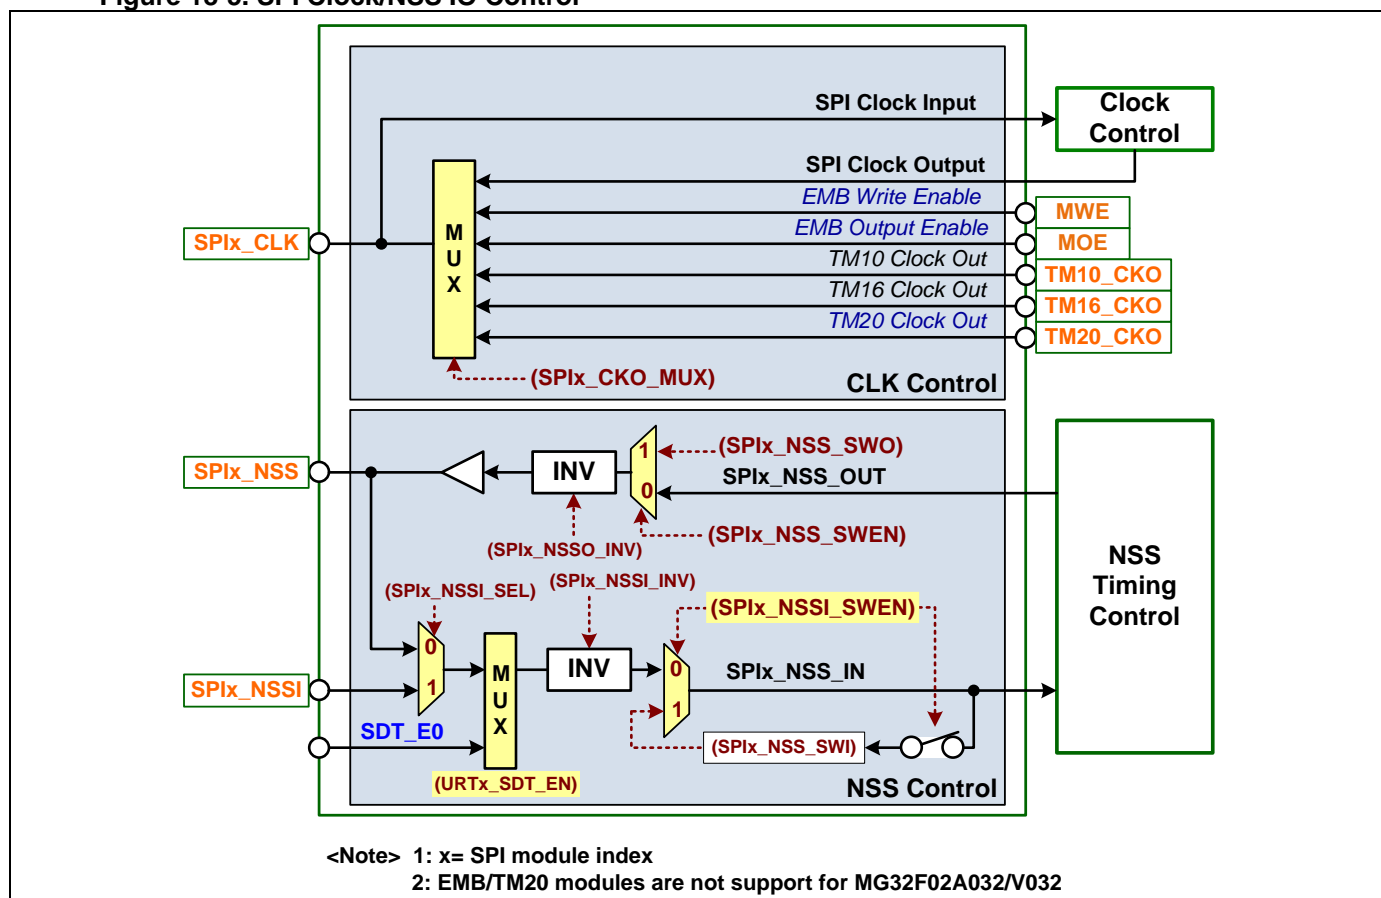 SPI Clock Input
Clock
Control
SPI Clock Output
EMB Write Enable
MWE
EMB Output Enable
MOE
SPIx_CLK
MUX
TM10 Clock Out
TM10_CKO
TM16 Clock Out
TM16_CKO
TM20 Clock Out
TM20_CKO
(SPIx_CKO_MUX)
CLK Control
SPIx_NSS
INV
1
0
(SPIx_NSS_SWO)
SPIx_NSS_OUT
(SPIx_NSS_SWEN)
(SPIx_NSSO_INV)
NSS
Timing
Control
(SPIx_NSSI_SEL)
(SPIx_NSSI_INV)
(SPIx_NSSI_SWEN)
0
1
MUX
INV
0
1
SPIx_NSS_IN
SPIx_NSSI
SDT_E0
(SPIx_NSS_SWI)
(URTx_SDT_EN)
NSS Control
<Note> 1: x= SPI module index
2: EMB/TM20 modules are not support for MG32F02A032/V032